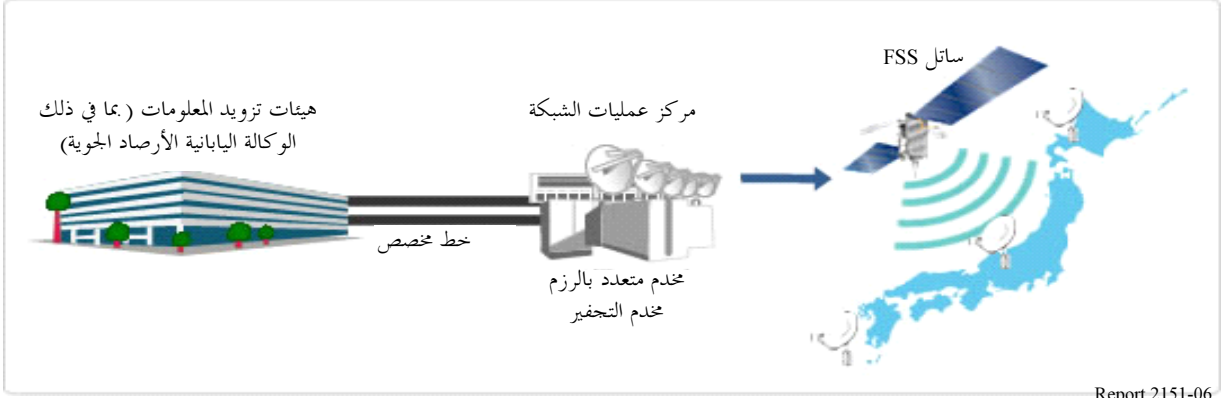 ساتل FSS
مركز عمليات الشبكة
هيئات تزويد المعلومات (بما في ذلك
الوكالة اليابانية الأرصاد الجوية)
خط مخصص
مخدم متعدد بالرزم
مخدم التجفير
Report 2151-06